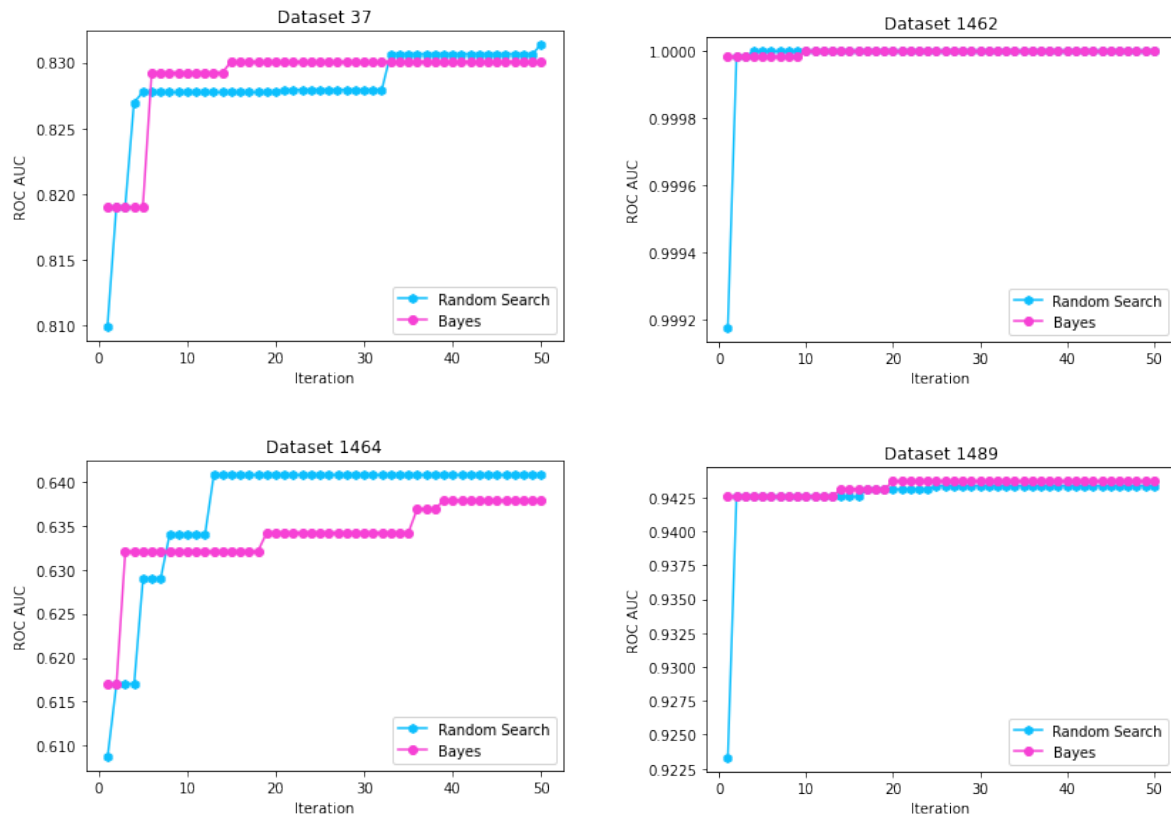 Dataset 37
0.830
0.825
0.820
0.815
0.810
ROC AUC
Random Search
Bayes
0 10 20 30 40 50
Iteration
Dataset 1462
1.0000
0.9998
0.9996
0.9994
0.9992
ROC AUC
Random Search
Bayes
0 10 20 30 40 50
Iteration
Dataset 1464
0.640
0.635
0.630
0.625
0.620
0.615
0.610
ROC AUC
Random Search
Bayes
0 10 20 30 40 50
Iteration
Dataset 1489
0.9425
0.9400
0.9375
0.9350
0.9325
0.9300
0.9275
0.9250
0.9225
ROC AUC
Random Search
Bayes
0 10 20 30 40 50
Iteration